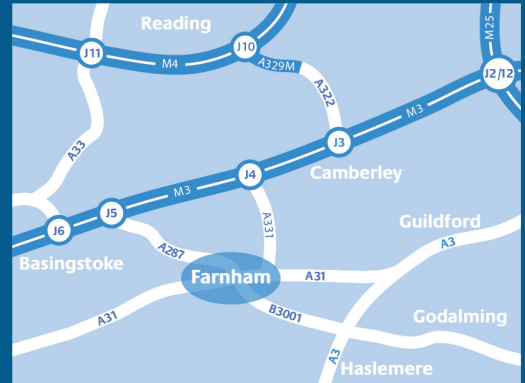 Reading
M25
J11
J10
M4
A329M
J2/12
A322
M3
A33
J3
J4
Camberley
M3
J5
A331
Guildford
J6
A287
A3
Basingstoke
Farnham
A31
A31
B3001
Godalming
A3
Haslemere